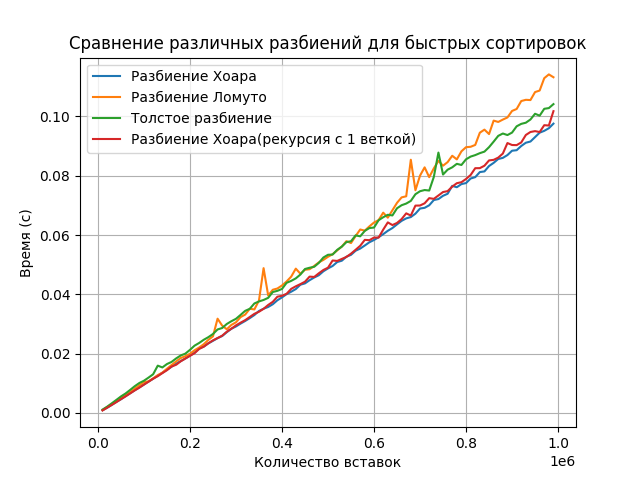 Сравнение различных разбиений для быстрых сортировок
Разбиение Хоара
Разбиение Ломуто
Толстое разбиение
Разбиение Хоара(рекурсия с 1 веткой)
Время (с)
0.10
0.08
0.06
0.04
0.02
0.00
0.0 0.2 0.4 0.6 0.8 1.0
1e6
Количество вставок